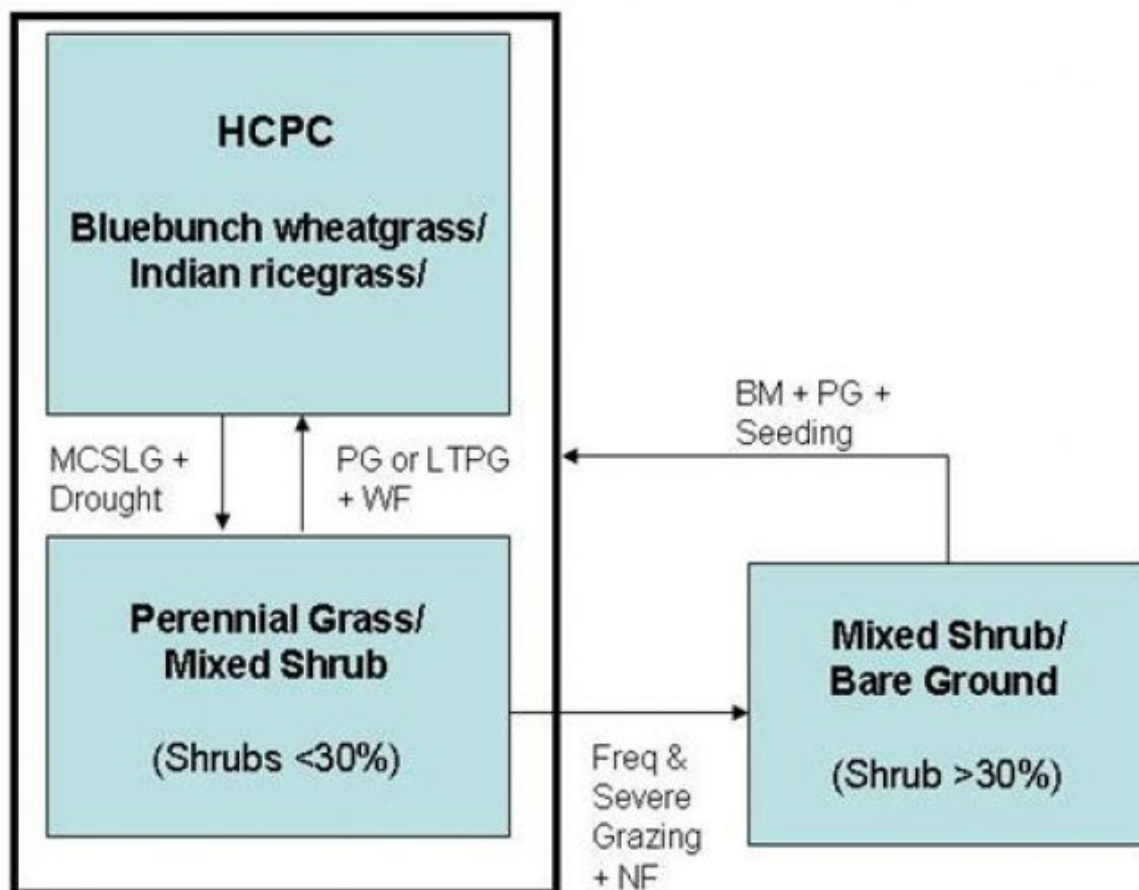 HCPC
Bluebunch wheatgrass/
Indian ricegrass/
MCSLG +
Drought
PG or LTPG
+ WF
BM + PG +
Seeding
Perennial Grass/
Mixed Shrub
(Shrubs <30%)
Freq &
Severe
Grazing
+ NF
Mixed Shrub/
Bare Ground
(Shrub >30%)